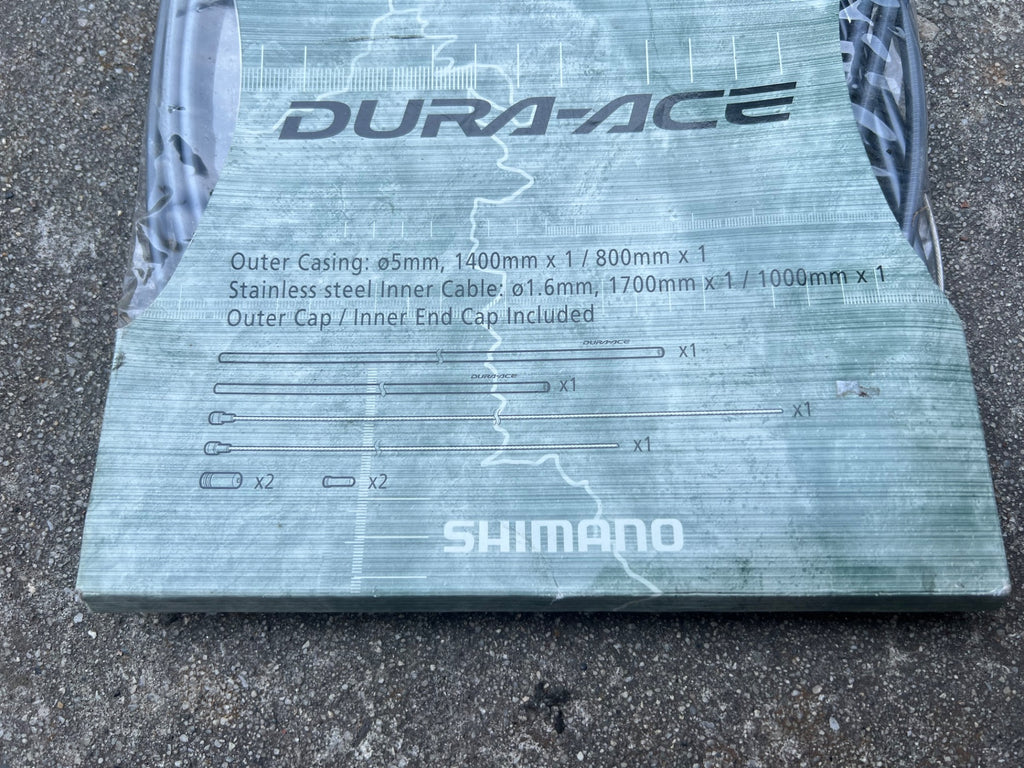 DURA-ACE
Outer Casing: ø5mm, 1400mm x 1 / 800mm x 1
Stainless steel Inner Cable: ø1.6mm, 1700mm x 1 / 1000mm x 1
Outer Cap / Inner End Cap Included
DURA-ACE
x1
DURA-ACE
x1
x1
x1
x2 x2
SHIMANO